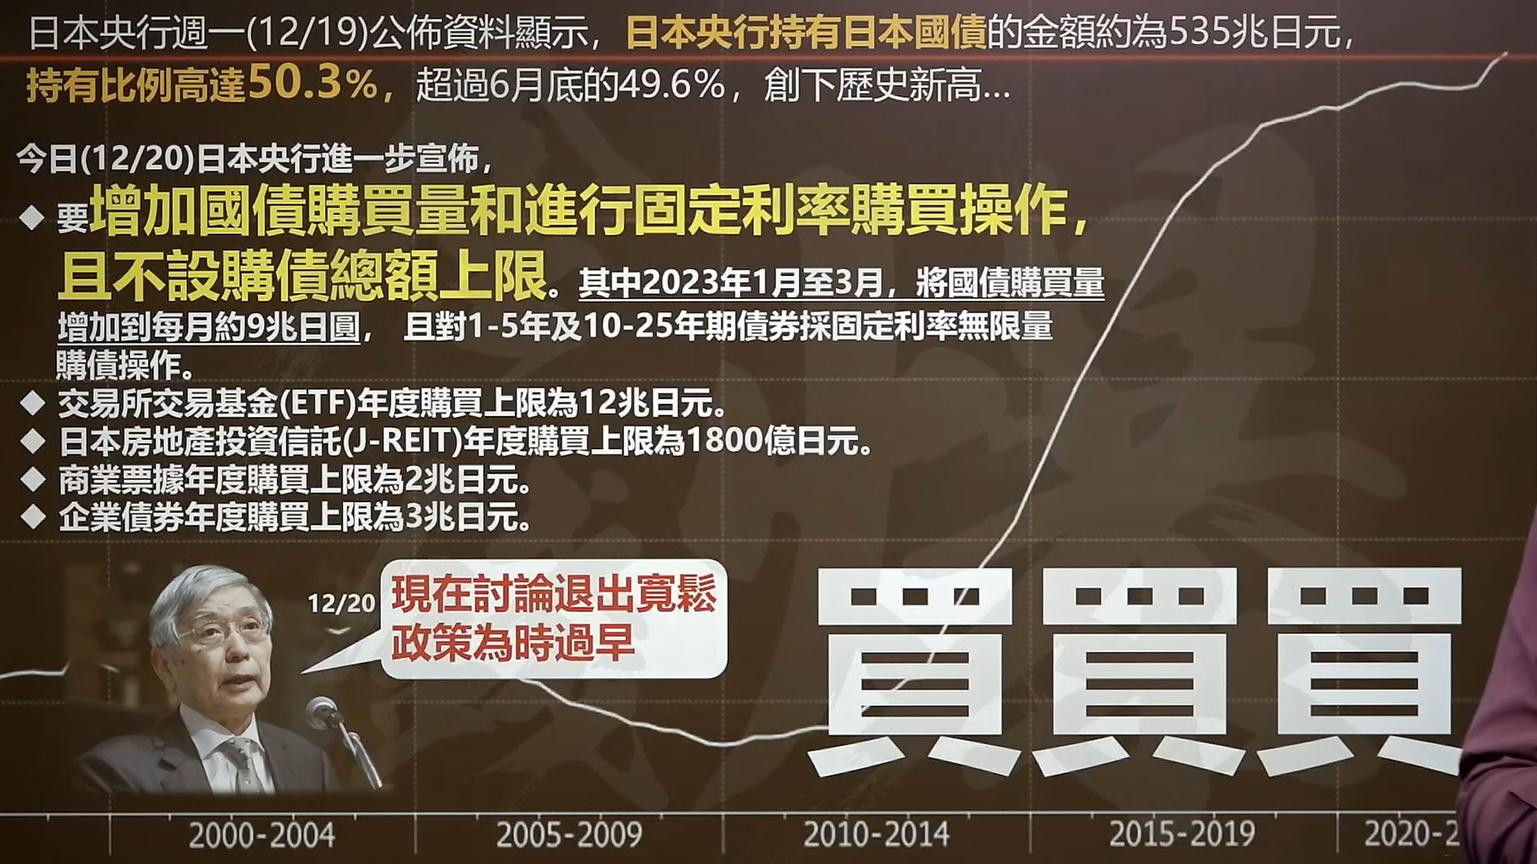 日本央行週一(12/19)公佈資料顯示，日本央行持有日本國債的金額約為535兆日元，
持有比例高達50.3%，超過6月底的49.6%，創下歷史新高...
今日(12/20)日本央行進一步宣佈，
◆ 要增加國債購買量和進行固定利率購買操作，
且不設購債總額上限。其中2023年1月至3月，將國債購買量
增加到每月約9兆日圓， 且對1-5年及10-25年期債券採固定利率無限量
購債操作。
◆ 交易所交易基金(ETF)年度購買上限為12兆日元。
◆ 日本房地產投資信託(J-REIT)年度購買上限為1800億日元。
◆ 商業票據年度購買上限為2兆日元。
◆ 企業債券年度購買上限為3兆日元。
12/20
現在討論退出寬鬆
政策為時過早
買買買
2000-2004 2005-2009 2010-2014 2015-2019 2020-2